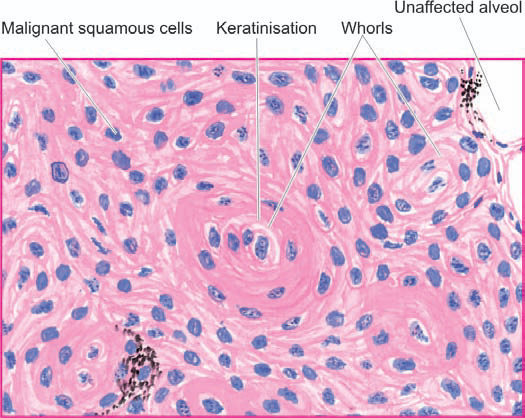 Unaffected alveol
Malignant squamous cells
Keratinisation
Whorls